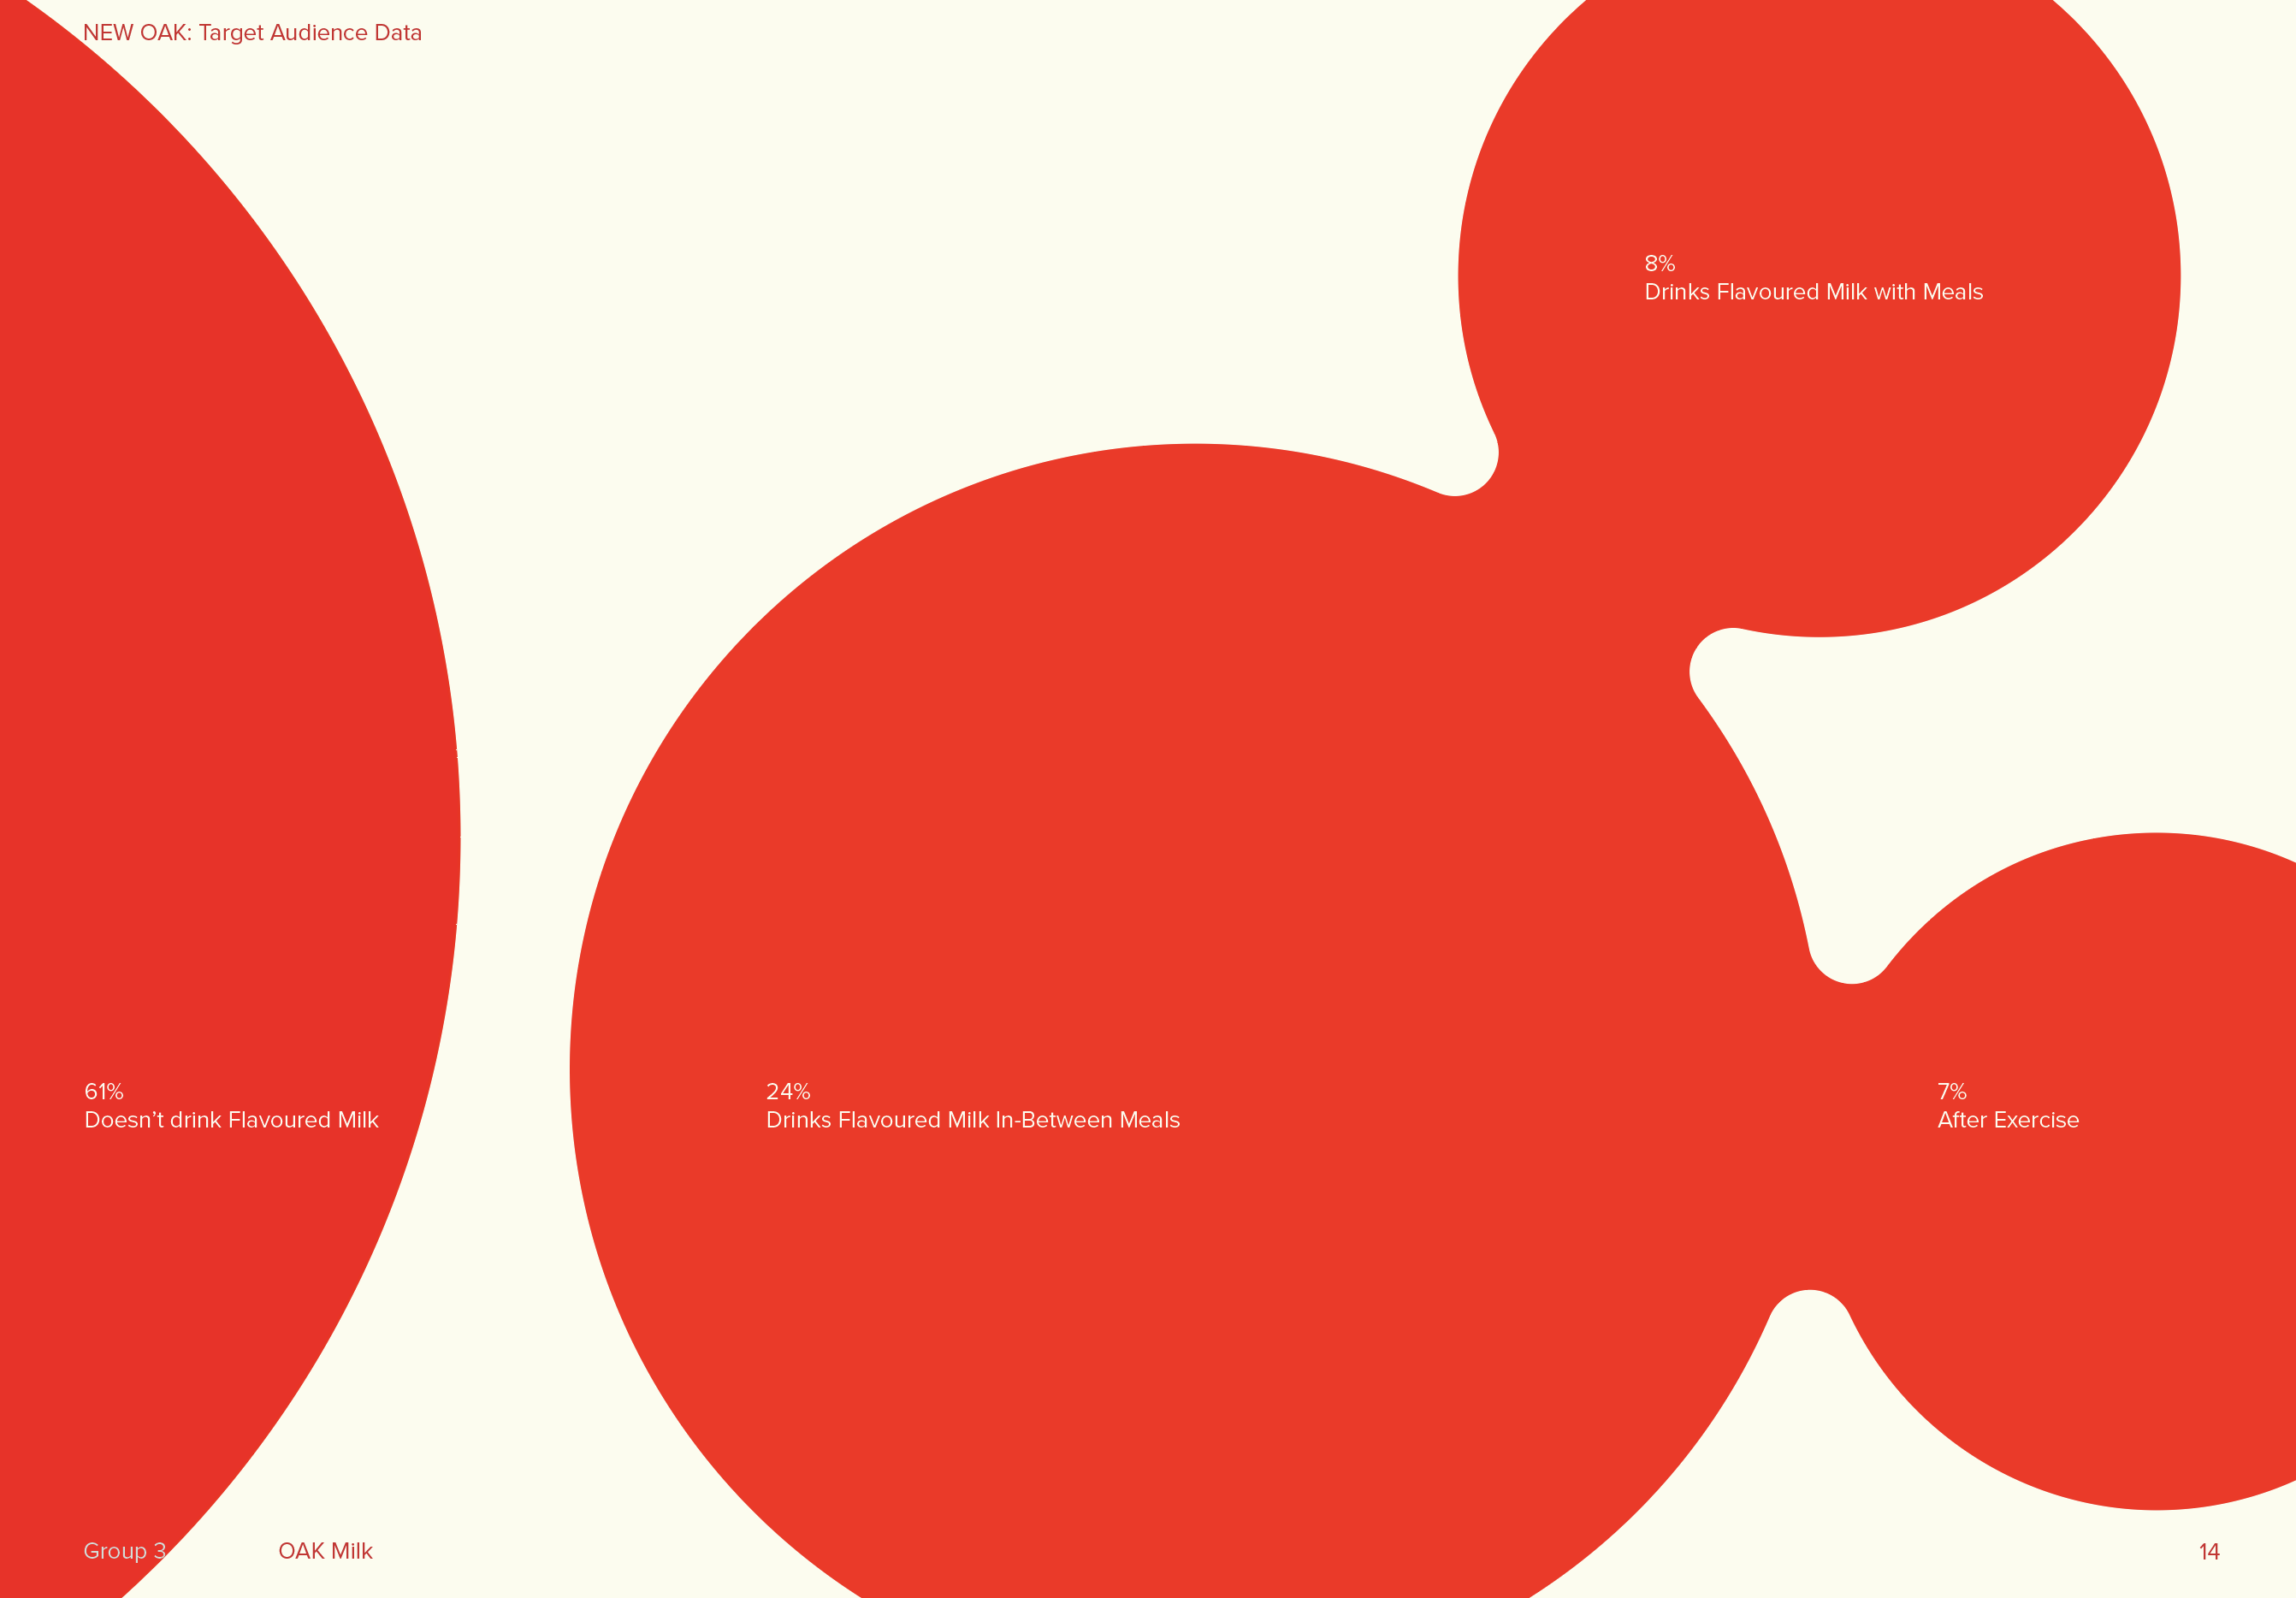 NEW OAK: Target Audience Data
8%
Drinks Flavoured Milk with Meals
61%
Doesn’t drink Flavoured Milk
24%
Drinks Flavoured Milk In-Between Meals
7%
After Exercise
Group 3
OAK Milk
14